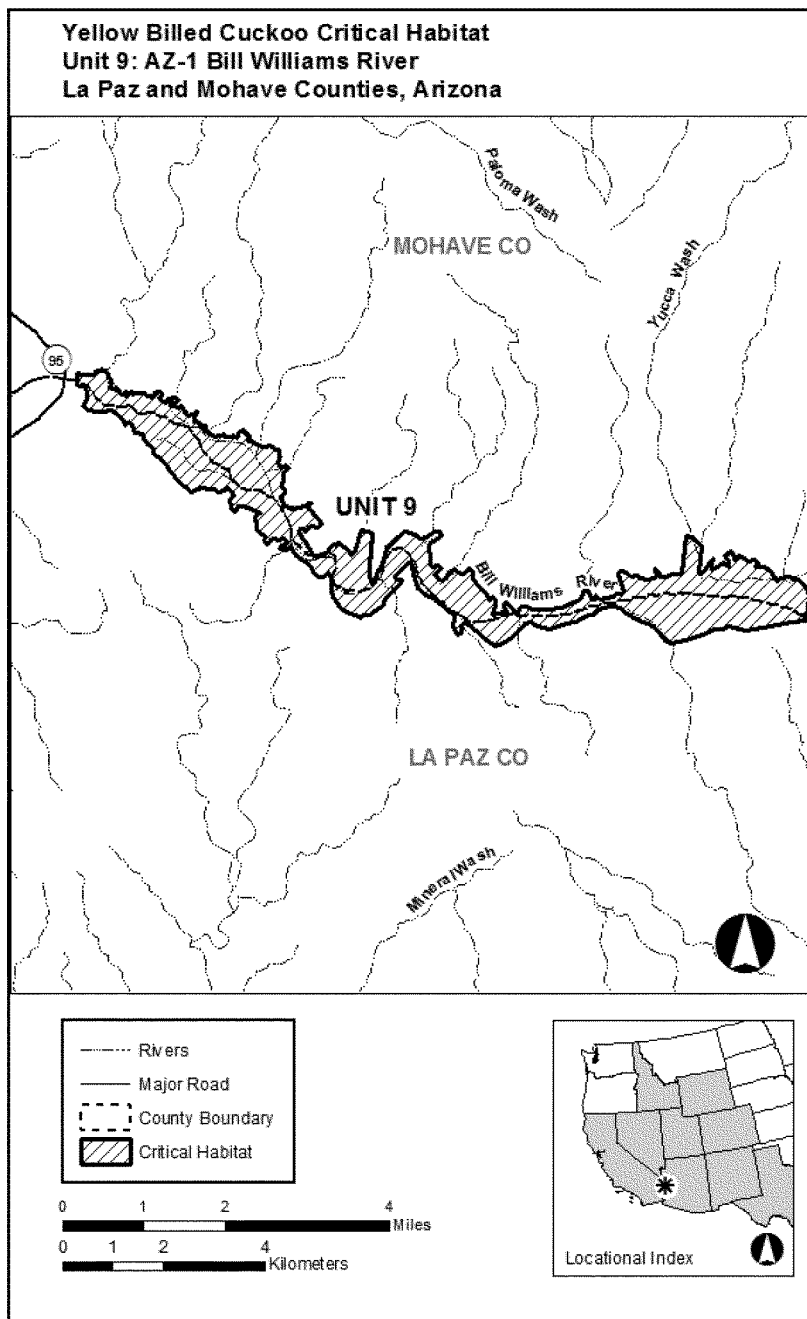 Yellow Billed Cuckoo Critical Habitat
Unit 9: AZ-1 Bill Williams River
La Paz and Mohave Counties, Arizona
Paloma Wash
MOHAVE CO
Yucca Wash
95
UNIT 9
Bill Williams River
LA PAZ CO
Mineral Wash
Rivers
Major Road
County Boundary
Critical Habitat
0 1 2 4
Miles
0 1 2 4
Kilometers
Locational Index